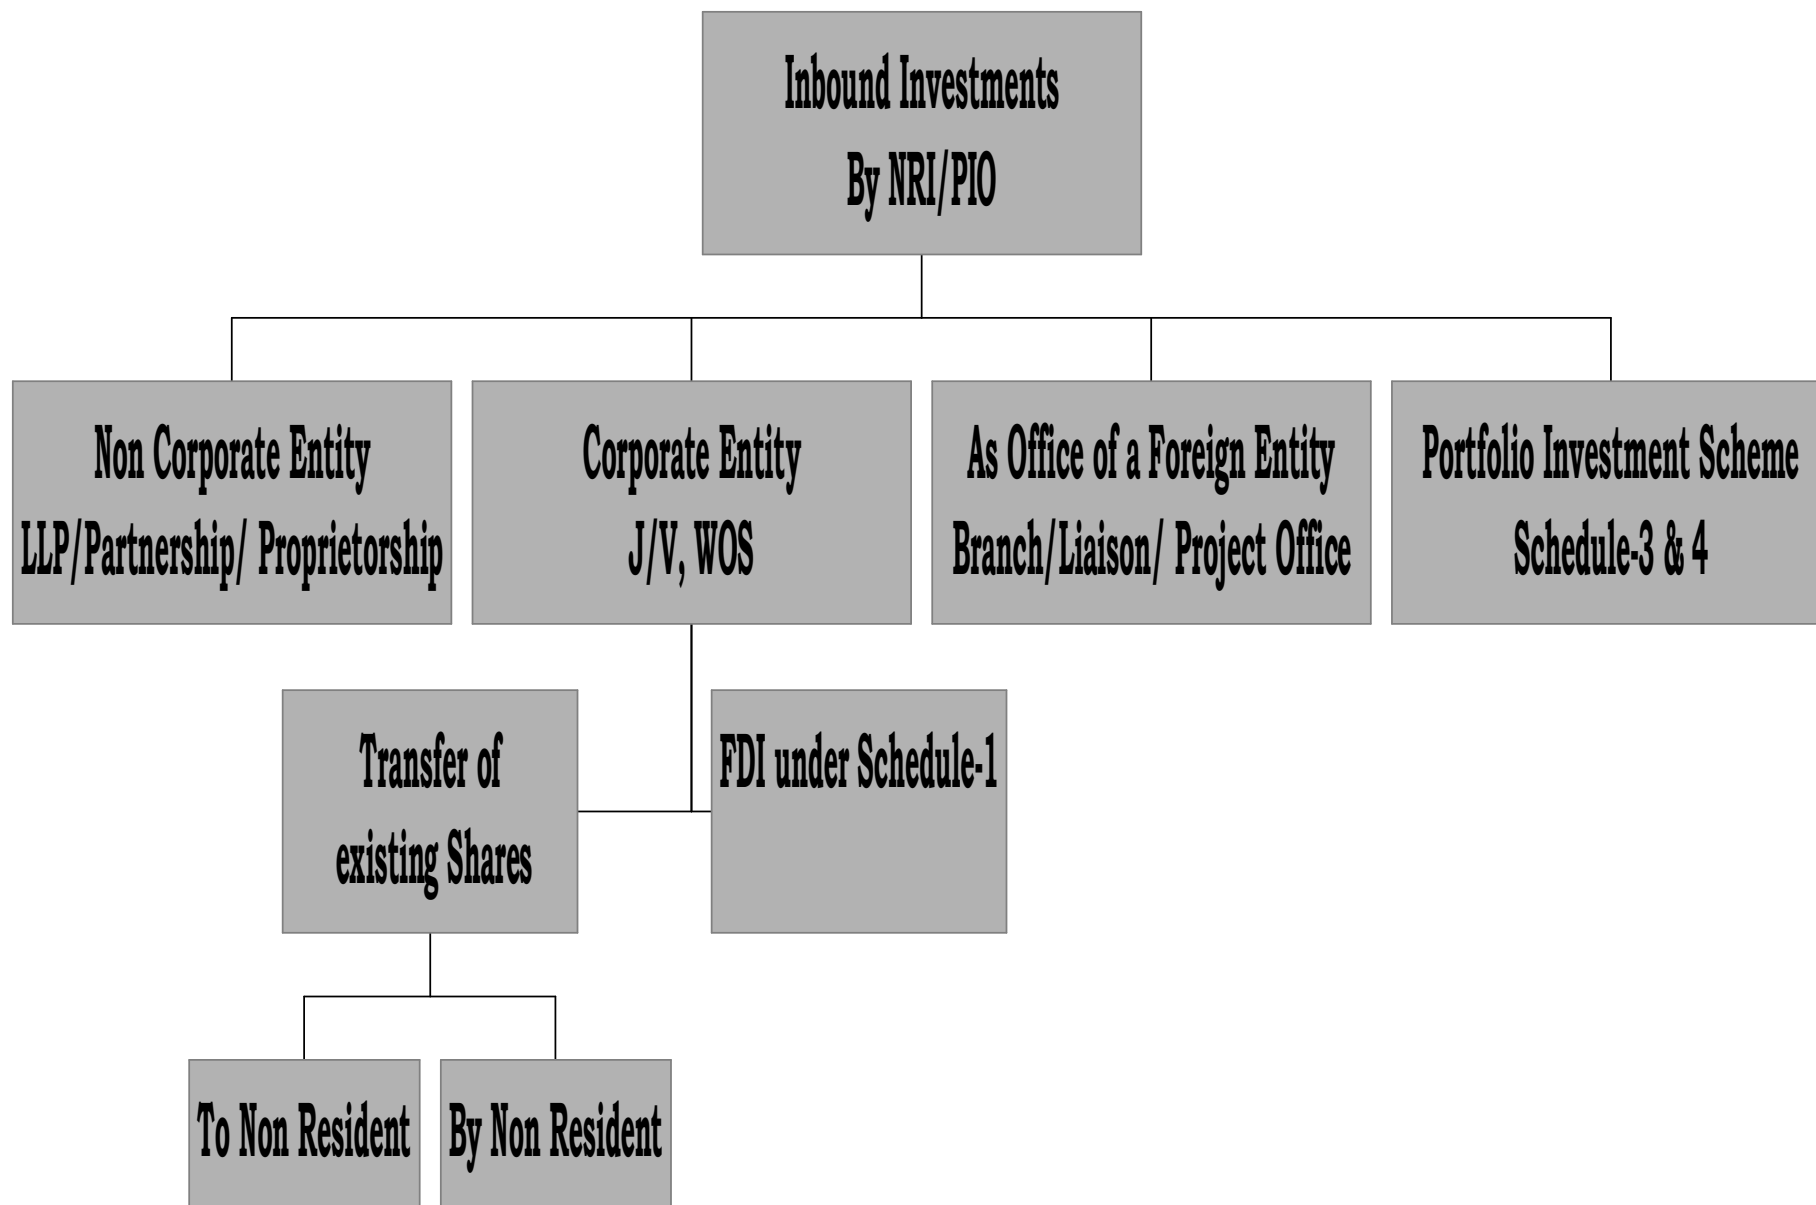 Inbound Investments
By NRI/PIO
Non Corporate Entity
LLP/Partnership/ Proprietorship
Corporate Entity
J/V, WOS
As Office of a Foreign Entity
Branch/Liaison/ Project Office
Portfolio Investment Scheme
Schedule-3 & 4
Transfer of
existing Shares
FDI under Schedule-1
To Non Resident
By Non Resident